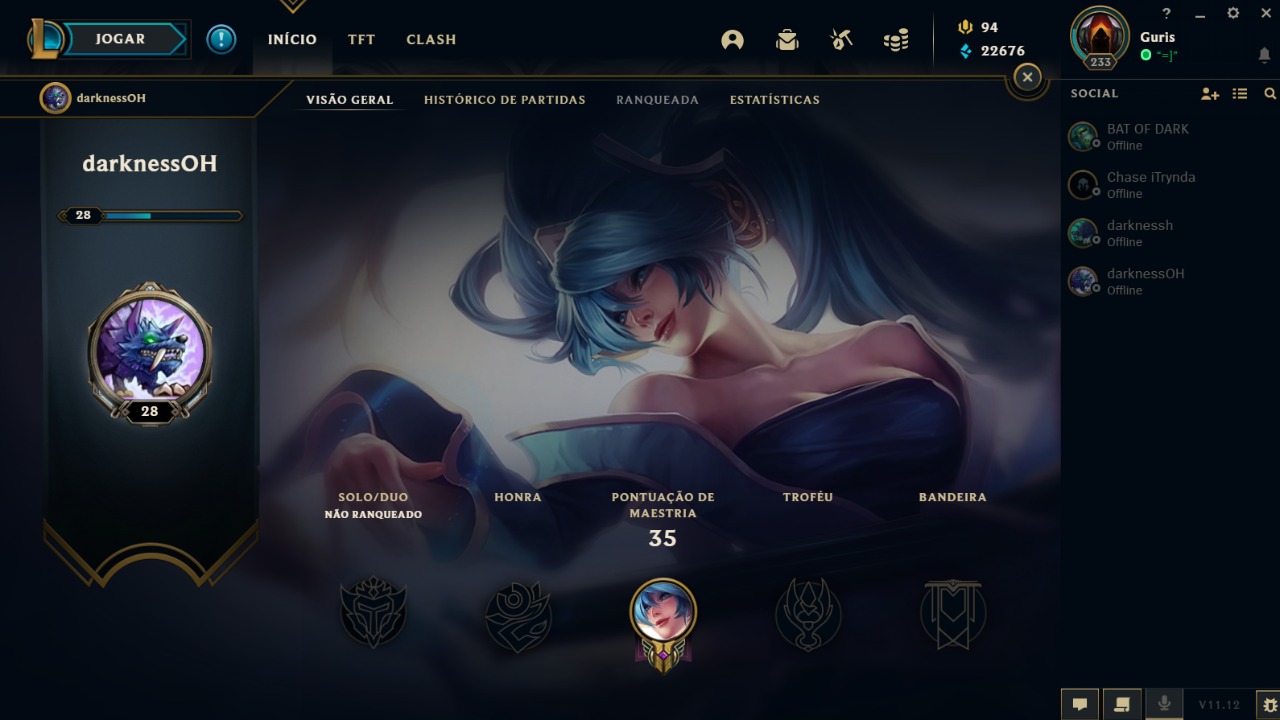 JOGAR
INÍCIO
TFT
CLASH
94
22676
233
?
Guris
"=]"
darknessOH
VISÃO GERAL
HISTÓRICO DE PARTIDAS
RANQUEADA
ESTATÍSTICAS
SOCIAL
BAT OF DARK
Offline
Chase iTrynda
Offline
darknessh
Offline
darknessOH
Offline
darknessOH
28
28
SOLO/DUO
NÃO RANQUEADO
HONRA
PONTUAÇÃO DE
MAESTRIA
35
TROFÉU
BANDEIRA
V11.12